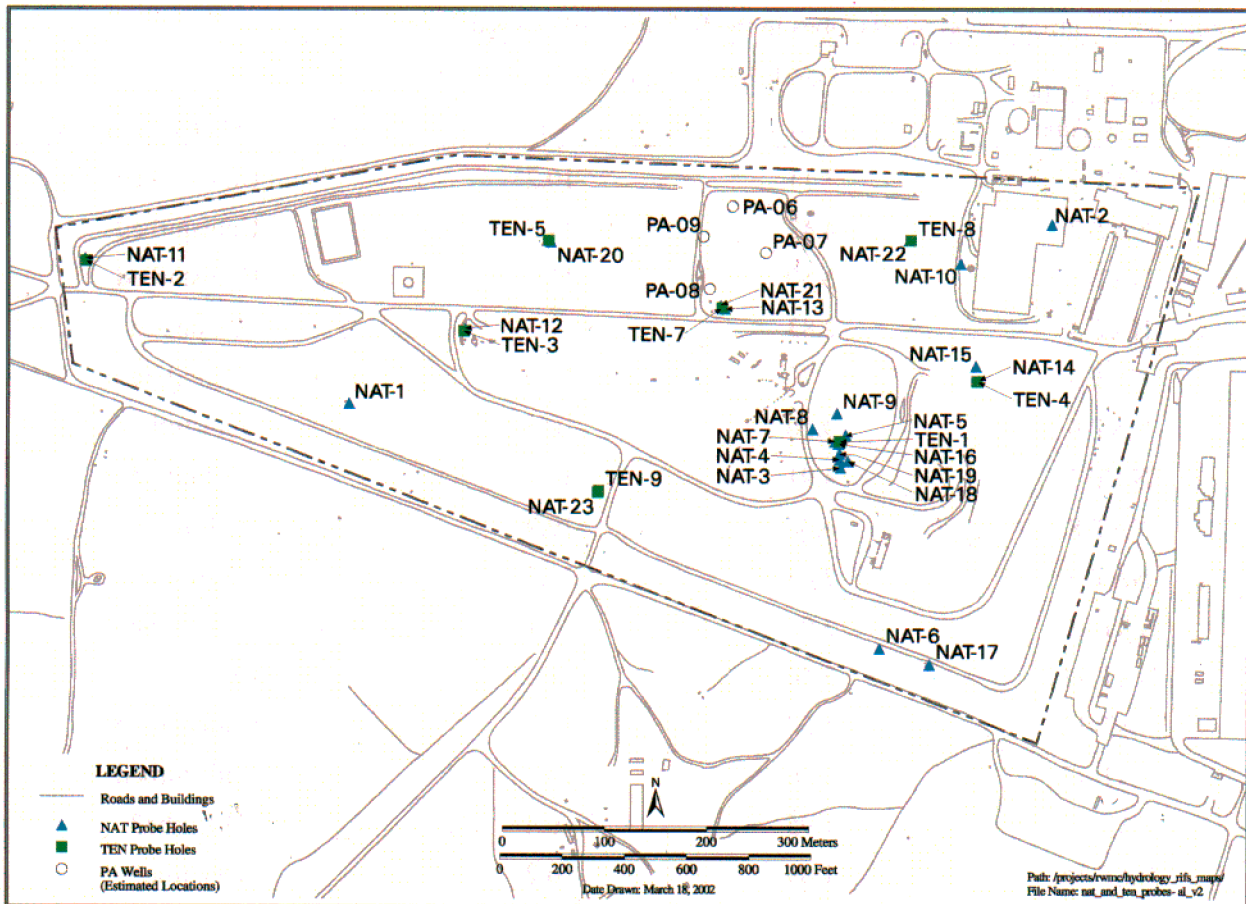 PA-06
NAT-2
TEN-5
PA-09
TEN-8
PA-07
NAT-11
NAT-20
NAT-22
TEN-2
NAT-10
PA-08
NAT-21
NAT-13
NAT-12
TEN-7
TEN-3
NAT-15
NAT-14
NAT-1
TEN-4
NAT-9
NAT-8
NAT-5
NAT-7
TEN-1
NAT-4
NAT-16
NAT-3
NAT-19
TEN-9
NAT-18
NAT-23
NAT-6
NAT-17
LEGEND
Roads and Buildings
NAT Probe Holes
TEN Probe Holes
PA Wells
(Estimated Locations)
N
0 100 200 300 Meters
0 200 400 600 800 1000 Feet
Date Drawn: March 18, 2002
Path: /projects/rwmc/hydrology_rifs_maps/
File Name: nat_and_ten_probes- al_v2